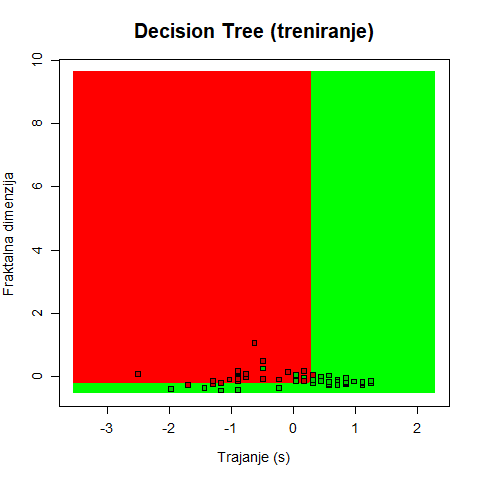 Decision Tree (treniranje)
Fraktalna dimenzija
10
8
6
4
2
0
-3 -2 -1 0 1 2
Trajanje (s)